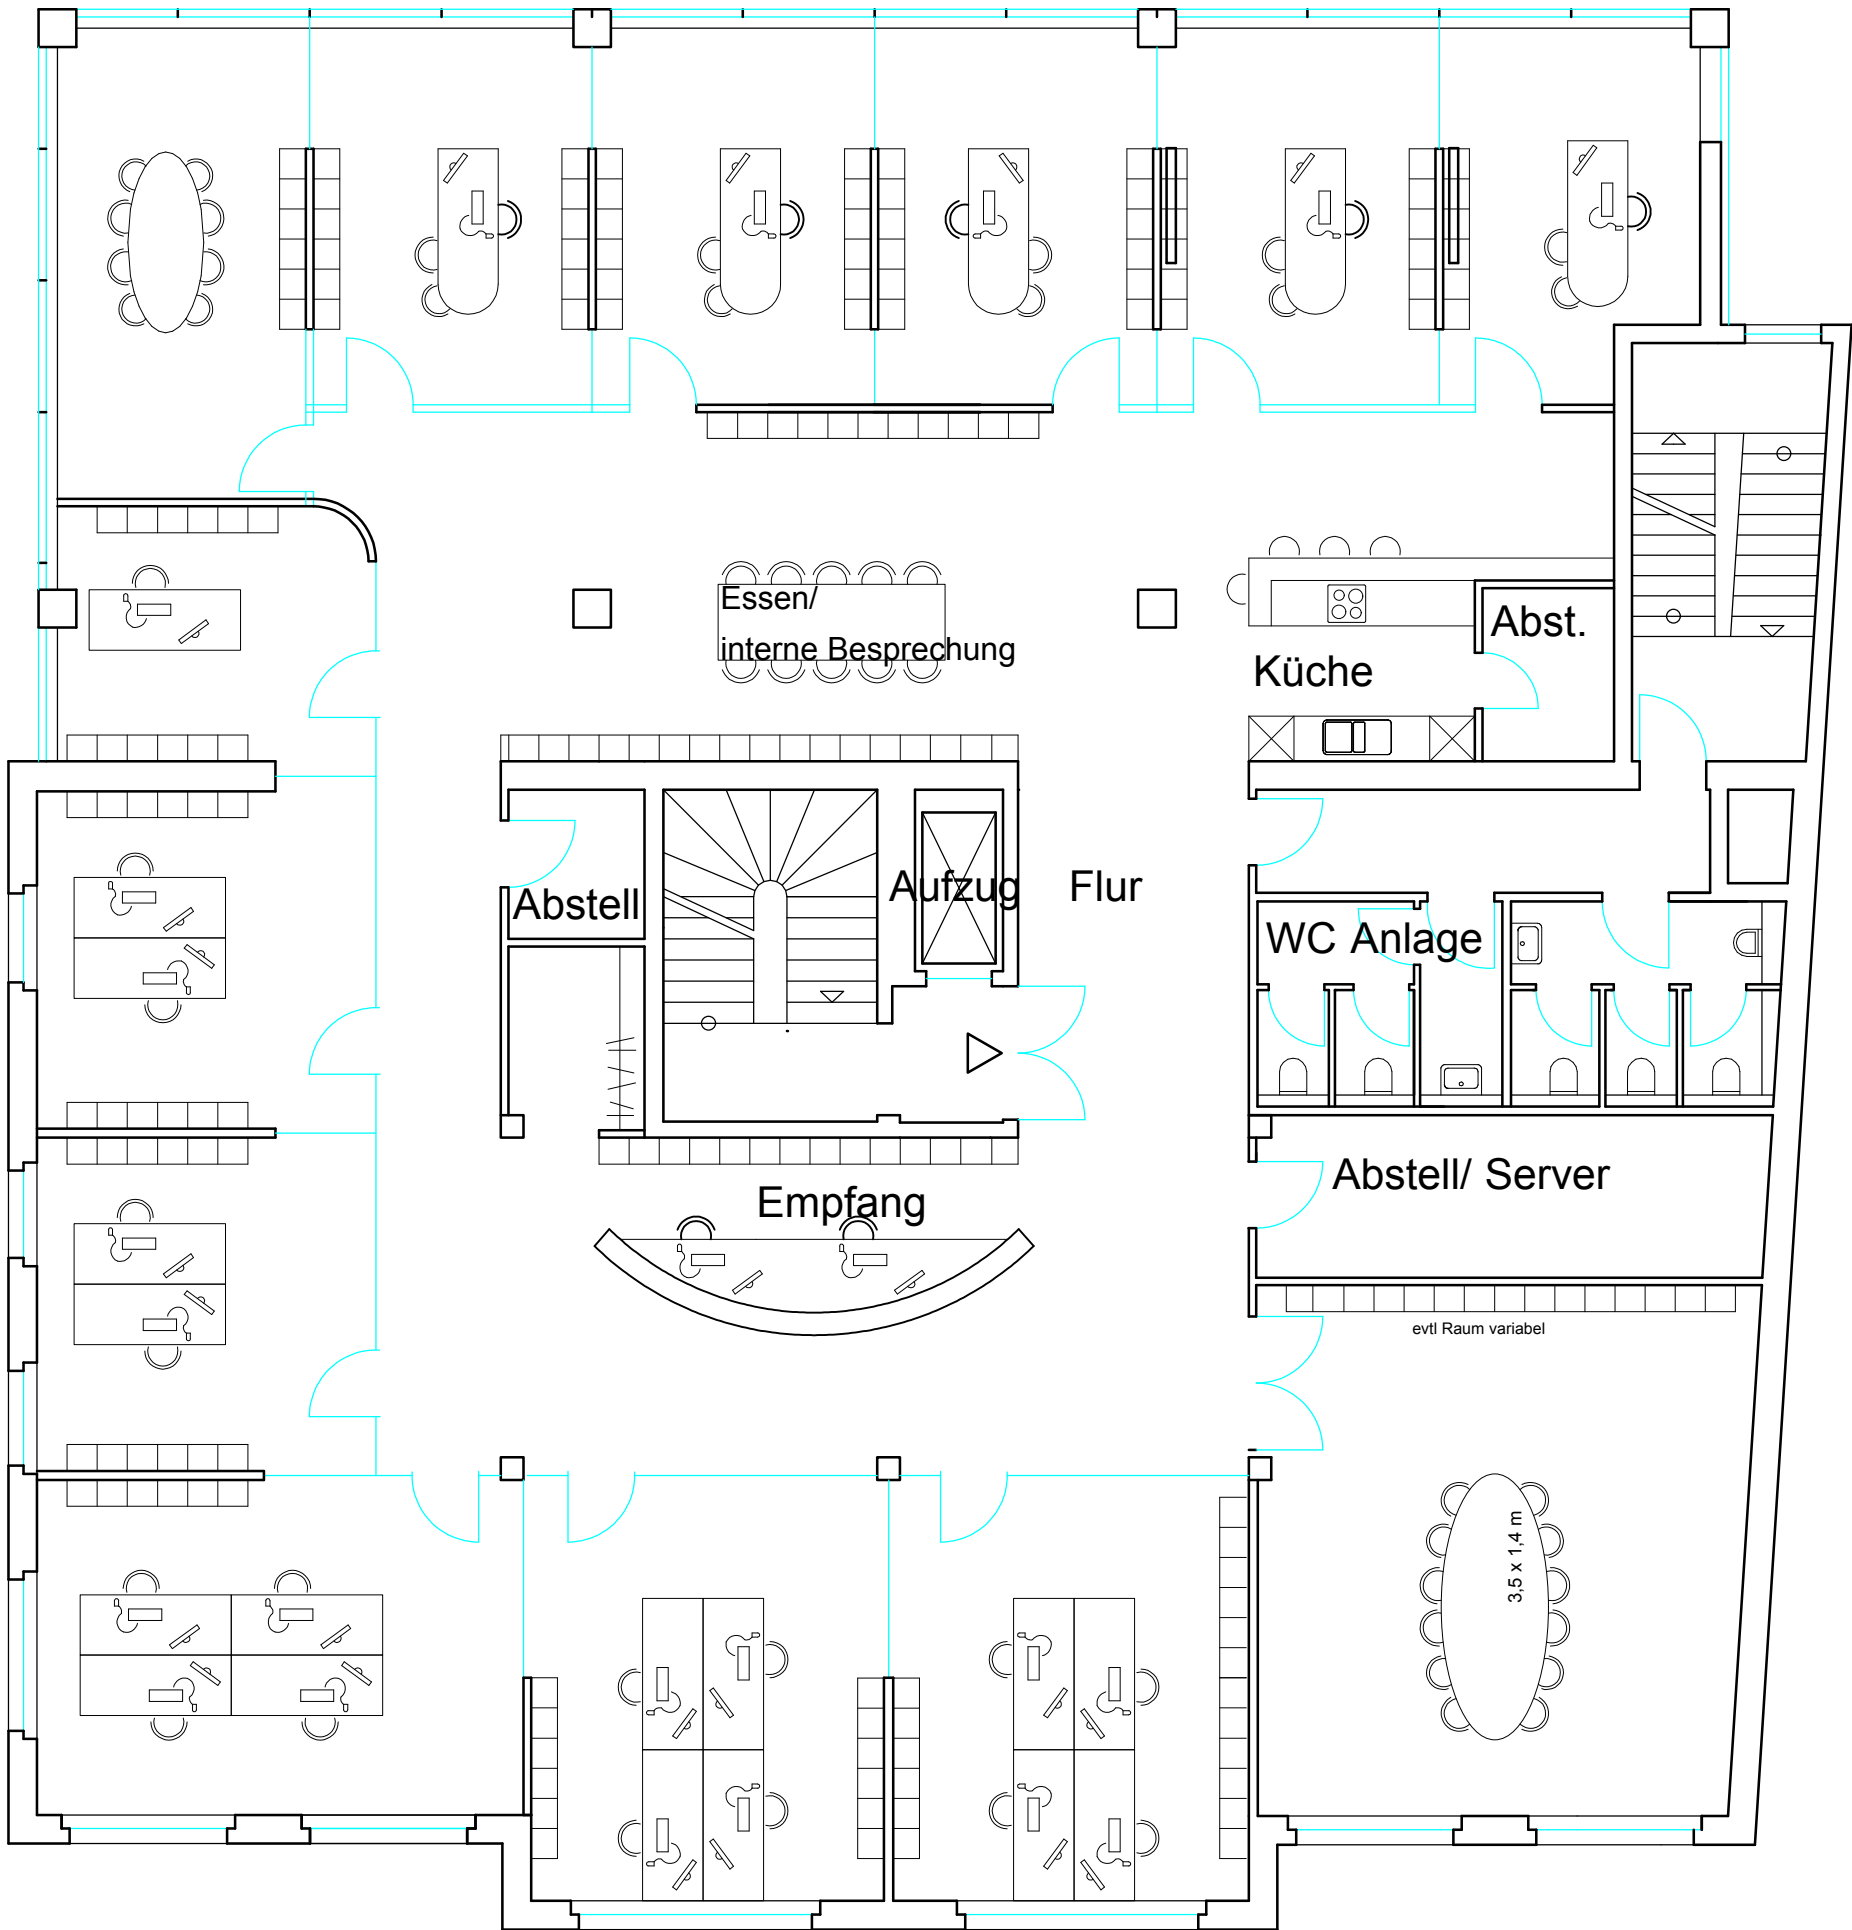 Essen/
interne Besprechung
Abst.
Küche
Abstell
Aufzug
Flur
WC Anlage
Abstell/ Server
Empfang
evtl Raum variabel
3,5 x 1,4 m